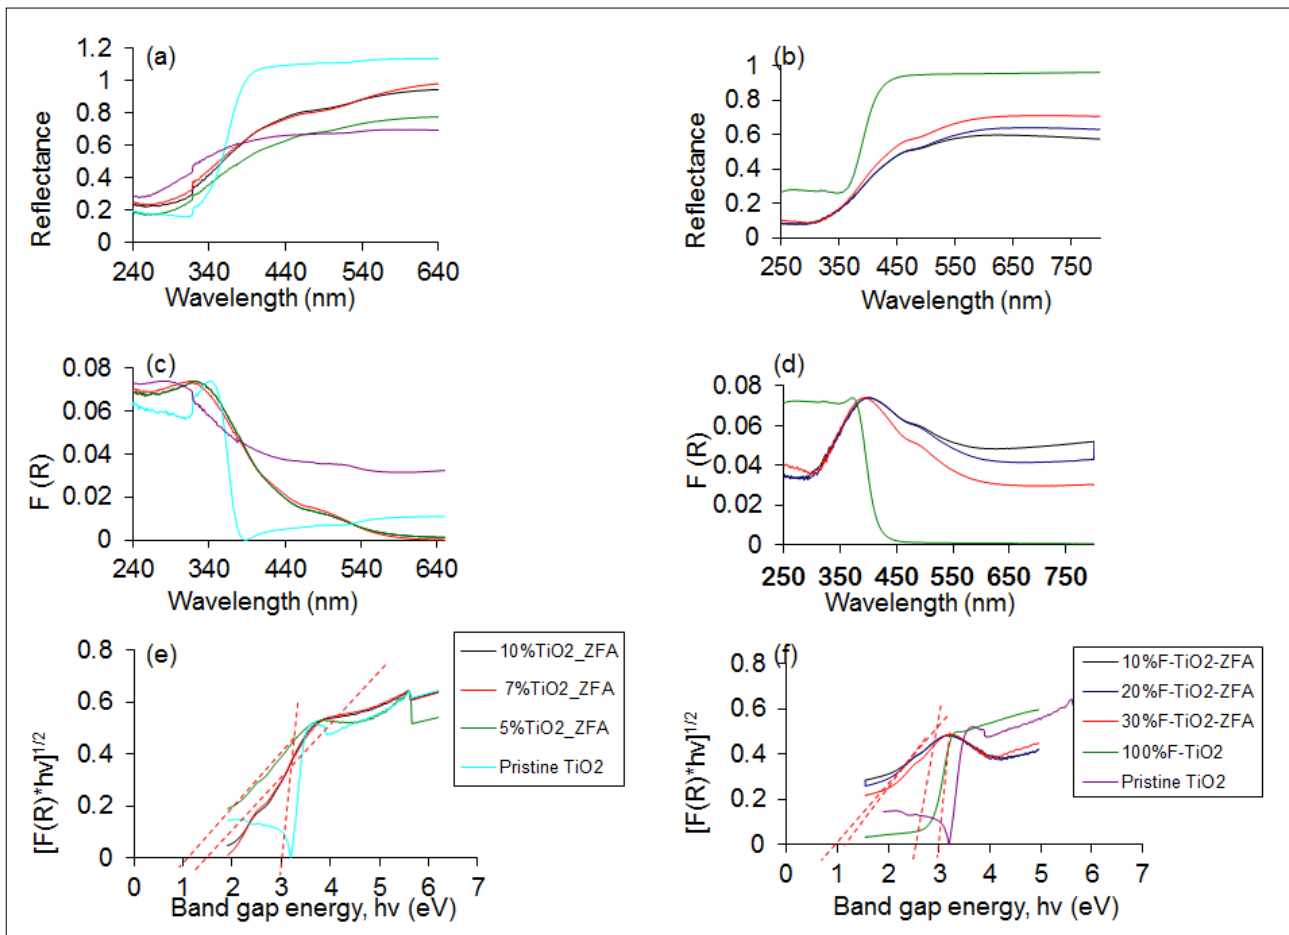 (a)
1.2
1
0.8
0.6
0.4
0.2
0
Reflectance
240 340 440 540 640
Wavelength (nm)
(b)
1
0.8
0.6
0.4
0.2
0
Reflectance
250 350 450 550 650 750
Wavelength (nm)
(c)
0.08
0.06
0.04
0.02
0
F (R)
240 340 440 540 640
Wavelength (nm)
(d)
0.08
0.06
0.04
0.02
0
F (R)
250 350 450 550 650 750
Wavelength (nm)
(e)
0.8
0.6
0.4
0.2
0
[F(R)*hv]1/2
0 1 2 3 4 5 6 7
Band gap energy, hv (eV)
10%TiO2_ZFA
7%TiO2_ZFA
5%TiO2_ZFA
Pristine TiO2
(f)
0.8
0.6
0.4
0.2
0
[F(R)*hv]1/2
0 1 2 3 4 5 6 7
Band gap energy, hv (eV)
10%F-TiO2-ZFA
20%F-TiO2-ZFA
30%F-TiO2-ZFA
100%F-TiO2
Pristine TiO2